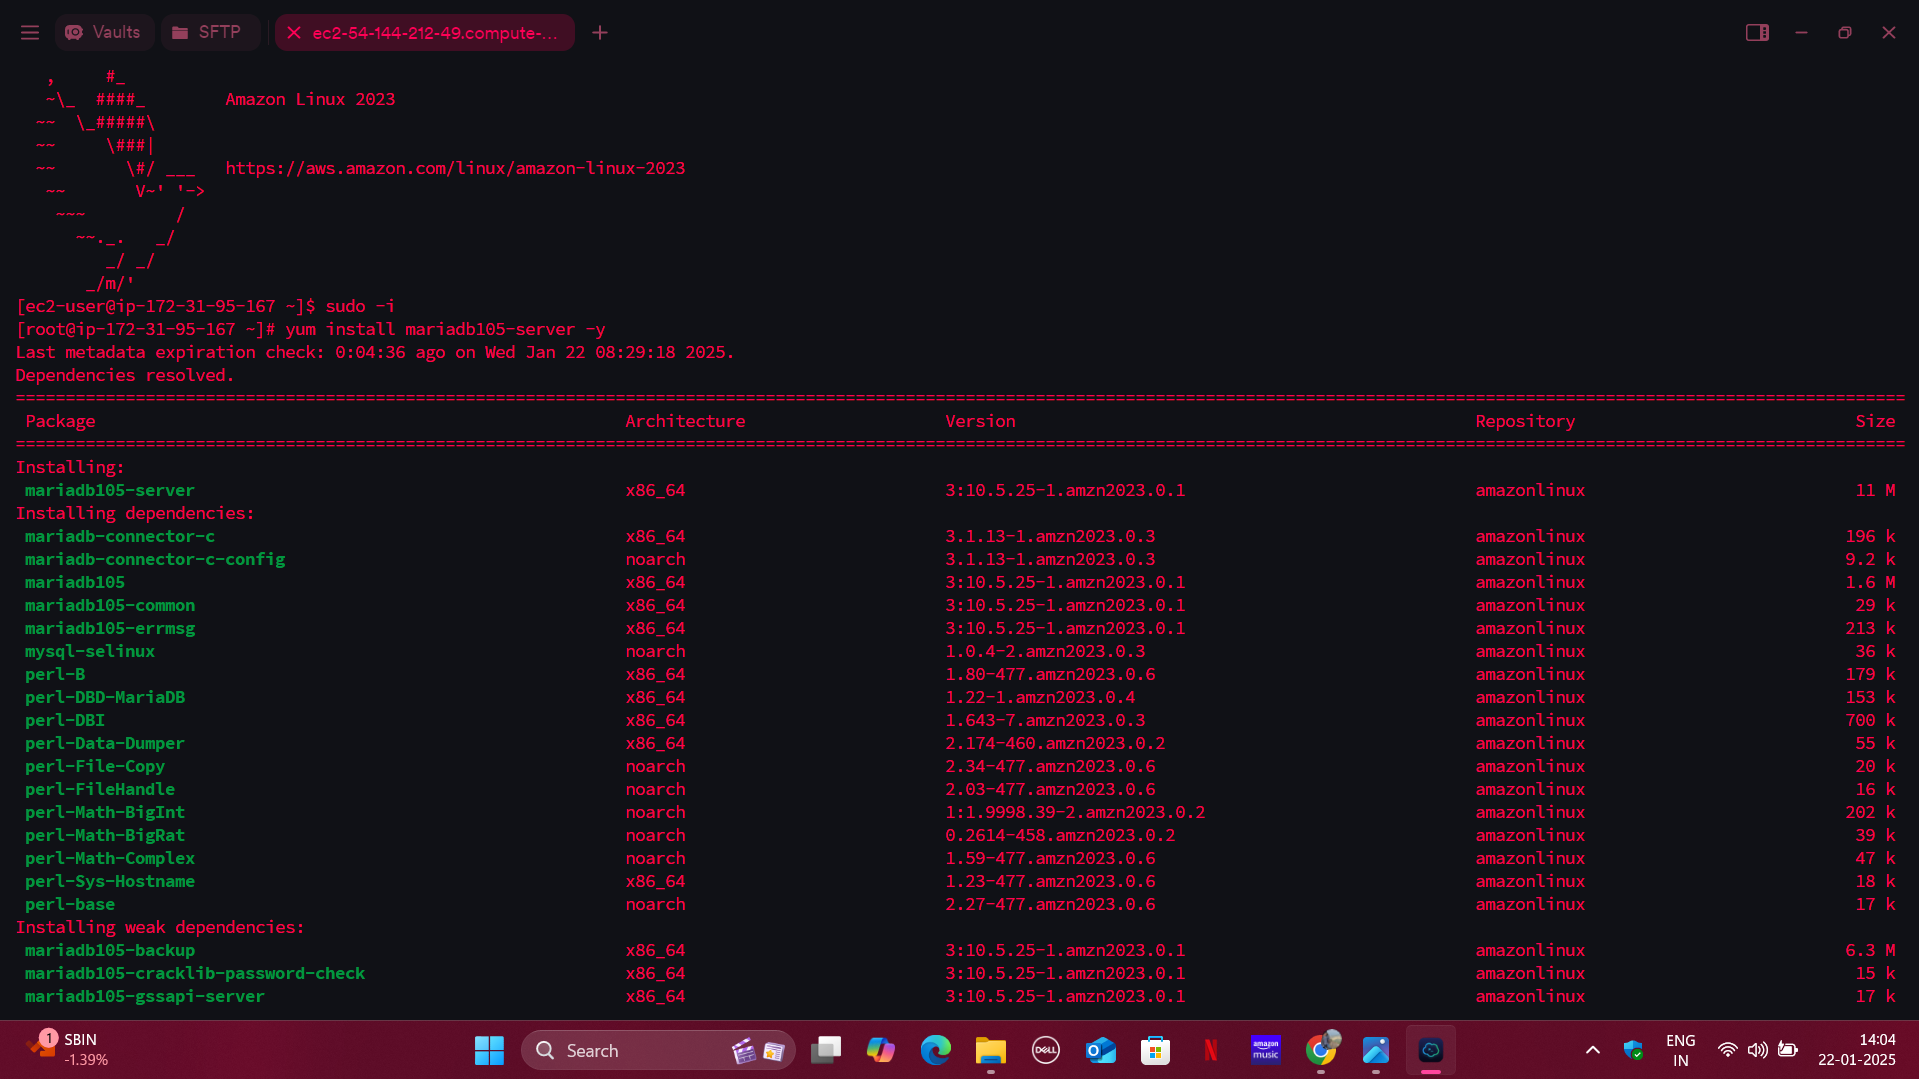 Vaults
SFTP
ec2-54-144-212-49.compute-...
,     #_
~\_  ####_        Amazon Linux 2023
~~  \_#####\
~~     \###|
~~       \#/ ___   https://aws.amazon.com/linux/amazon-linux-2023
~~       V~' '->
~~~         /
~~._.   _/
_/ _/
_/m/'
[ec2-user@ip-172-31-95-167 ~]$ sudo -i
[root@ip-172-31-95-167 ~]# yum install mariadb105-server -y
Last metadata expiration check: 0:04:36 ago on Wed Jan 22 08:29:18 2025.
Dependencies resolved.
================================================================================
Package Architecture Version Repository Size
================================================================================
Installing:
mariadb105-server x86_64 3:10.5.25-1.amzn2023.0.1 amazonlinux 11 M
Installing dependencies:
mariadb-connector-c x86_64 3.1.13-1.amzn2023.0.3 amazonlinux 196 k
mariadb-connector-c-config noarch 3.1.13-1.amzn2023.0.3 amazonlinux 9.2 k
mariadb105 x86_64 3:10.5.25-1.amzn2023.0.1 amazonlinux 1.6 M
mariadb105-common x86_64 3:10.5.25-1.amzn2023.0.1 amazonlinux 29 k
mariadb105-errmsg x86_64 3:10.5.25-1.amzn2023.0.1 amazonlinux 213 k
mysql-selinux noarch 1.0.4-2.amzn2023.0.3 amazonlinux 36 k
perl-B x86_64 1.80-477.amzn2023.0.6 amazonlinux 179 k
perl-DBD-MariaDB x86_64 1.22-1.amzn2023.0.4 amazonlinux 153 k
perl-DBI x86_64 1.643-7.amzn2023.0.3 amazonlinux 700 k
perl-Data-Dumper x86_64 2.174-460.amzn2023.0.2 amazonlinux 55 k
perl-File-Copy noarch 2.34-477.amzn2023.0.6 amazonlinux 20 k
perl-FileHandle noarch 2.03-477.amzn2023.0.6 amazonlinux 16 k
perl-Math-BigInt noarch 1:1.9998.39-2.amzn2023.0.2 amazonlinux 202 k
perl-Math-BigRat noarch 0.2614-458.amzn2023.0.2 amazonlinux 39 k
perl-Math-Complex noarch 1.59-477.amzn2023.0.6 amazonlinux 47 k
perl-Sys-Hostname x86_64 1.23-477.amzn2023.0.6 amazonlinux 18 k
perl-base noarch 2.27-477.amzn2023.0.6 amazonlinux 17 k
Installing weak dependencies:
mariadb105-backup x86_64 3:10.5.25-1.amzn2023.0.1 amazonlinux 6.3 M
mariadb105-cracklib-password-check x86_64 3:10.5.25-1.amzn2023.0.1 amazonlinux 15 k
mariadb105-gssapi-server x86_64 3:10.5.25-1.amzn2023.0.1 amazonlinux 17 k
1
SBIN
-1.39%
Search
DELL
amazon music
ENG
IN
14:04
22-01-2025